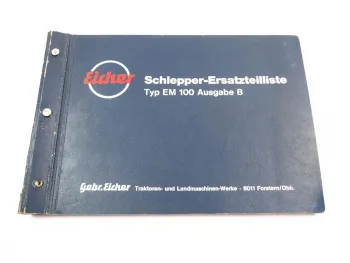 Eicher
Schlepper-Ersatzteilliste
Typ EM 100 Ausgabe B
Gebr. Eicher Traktoren- und Landmaschinen-Werke · 8011 Forstern/Obb.